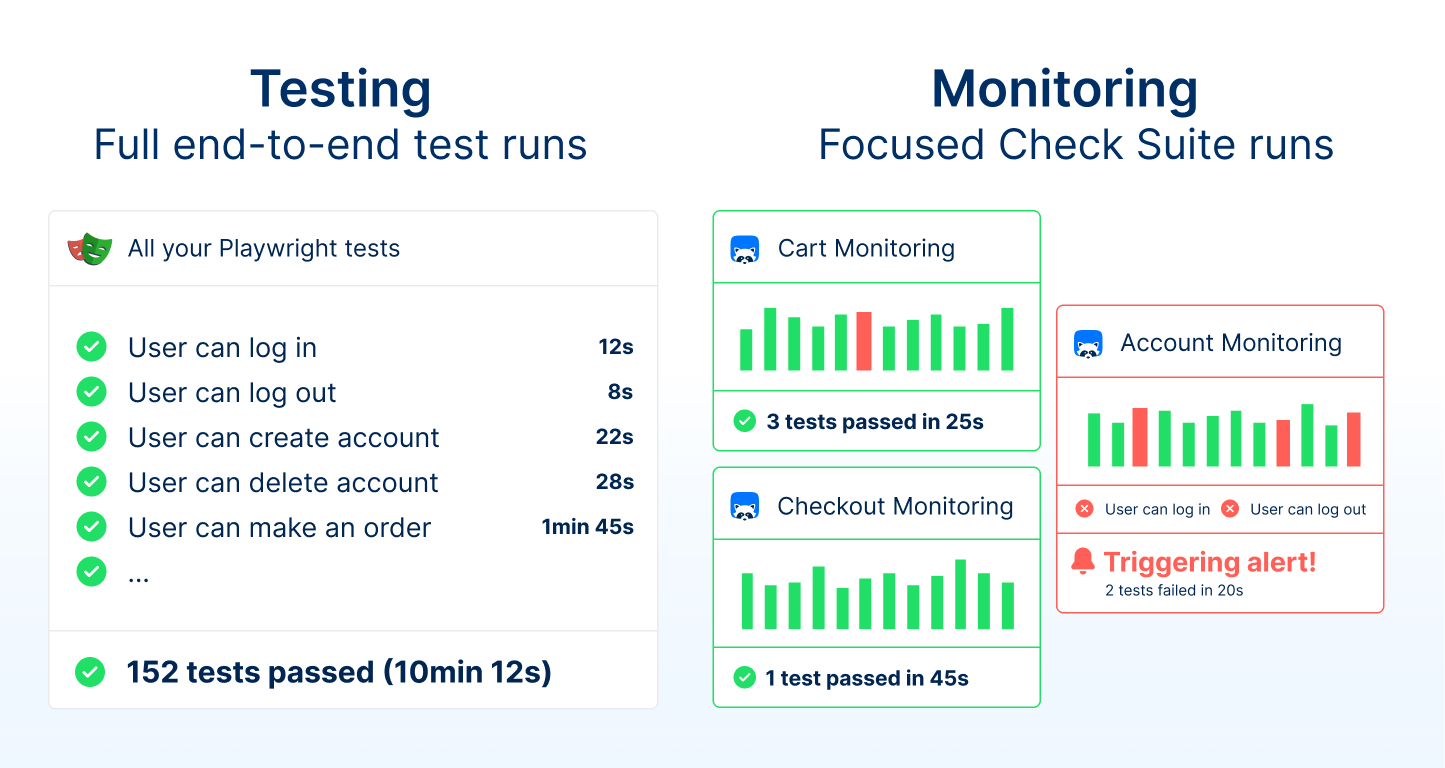 Testing
Full end-to-end test runs
All your Playwright tests
User can log in 12s
User can log out 8s
User can create account 22s
User can delete account 28s
User can make an order 1min 45s
...
152 tests passed (10min 12s)
Monitoring
Focused Check Suite runs
Cart Monitoring
3 tests passed in 25s
Checkout Monitoring
1 test passed in 45s
Account Monitoring
User can log in User can log out
Triggering alert!
2 tests failed in 20s